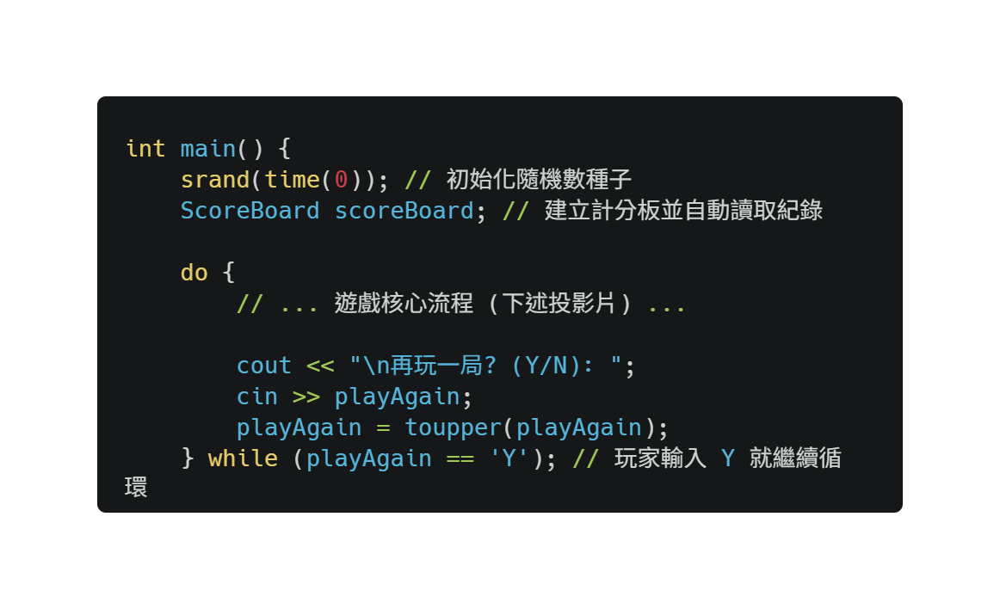 int main() {
    srand(time(0)); // 初始化隨機數種子
    ScoreBoard scoreBoard; // 建立計分板並自動讀取紀錄

    do {
        // ... 遊戲核心流程 (下述投影片) ...

        cout << "\n再玩一局? (Y/N): ";
        cin >> playAgain;
        playAgain = toupper(playAgain);
    } while (playAgain == 'Y'); // 玩家輸入 Y 就繼續循
環